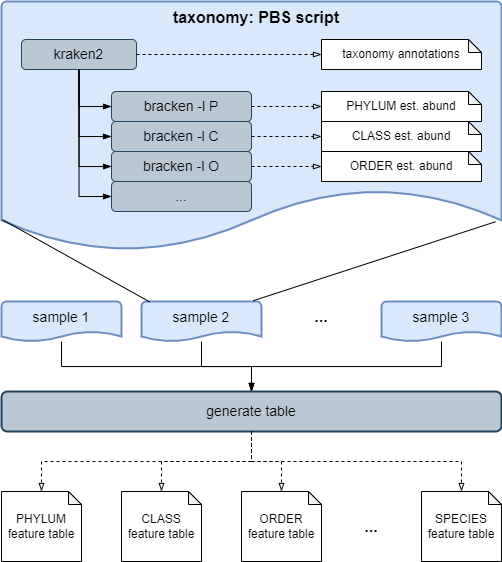 taxonomy: PBS script
kraken2
taxonomy annotations
bracken -l P
PHYLUM est. abund
bracken -l C
CLASS est. abund
bracken -l O
ORDER est. abund
...
sample 1
sample 2
...
sample 3
generate table
PHYLUM
feature table
CLASS
feature table
ORDER
feature table
...
SPECIES
feature table